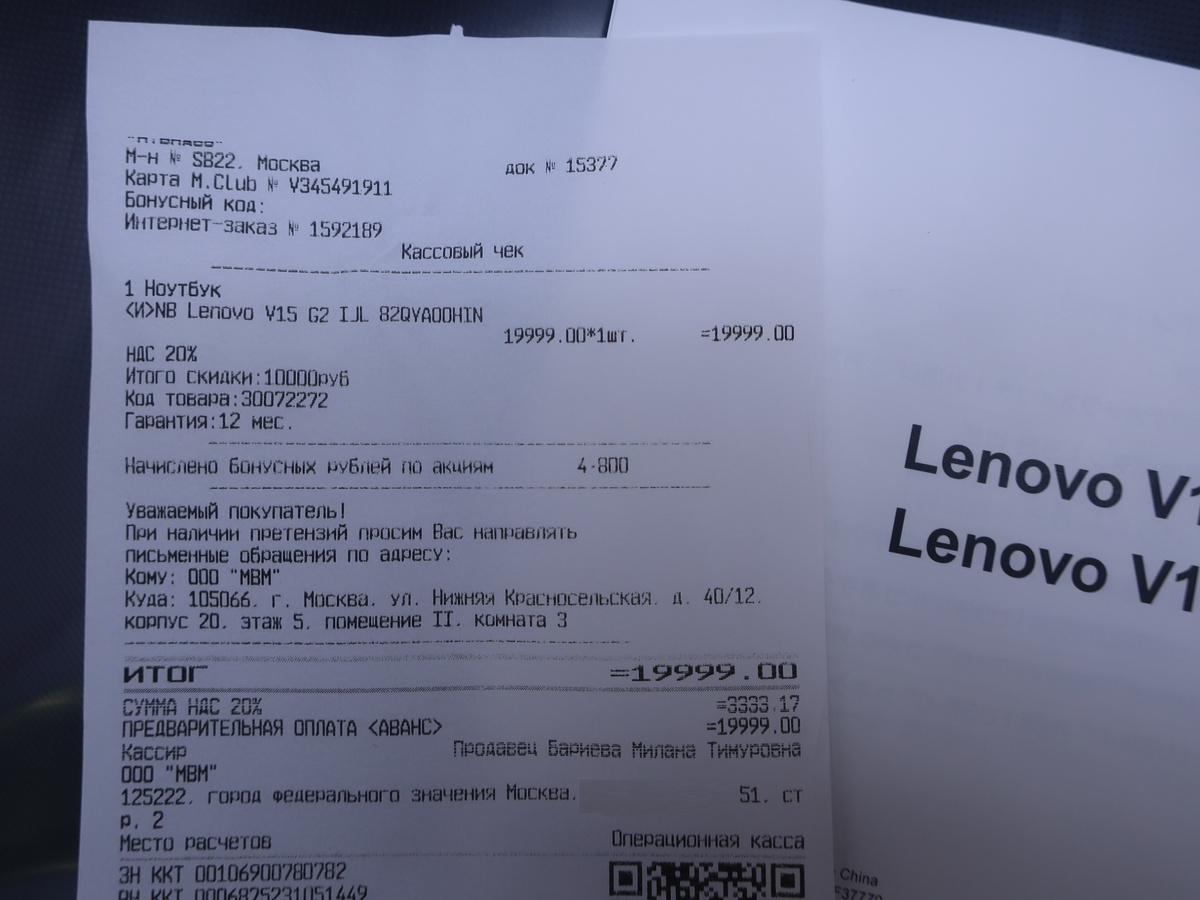 М-н № SB22. Москва док № 15377
Карта M.Club № У345491911
Бонусный код:
Интернет-заказ № 1592189
Кассовый чек
1 Ноутбук
<И>NB Lenovo V15 G2 IJL 82QYA00HIN
19999.00*1шт. =19999.00
НДС 20%
Итого скидки:10000руб
Код товара:30072272
Гарантия:12 мес.
Начислено бонусных рублей по акциям 4-800
Уважаемый покупатель!
При наличии претензий просим Вас направлять
письменные обращения по адресу:
Кому: ООО "МВМ"
Куда: 105066. г. Москва. ул. Нижняя Красносельская. д. 40/12.
корпус 20. этаж 5. помещение II. комната 3
ИТОГ =19999.00
СУММА НДС 20% =3333.17
ПРЕДВАРИТЕЛЬНАЯ ОПЛАТА <АВАНС> =19999.00
Кассир Продавец Бариева Милана Тимуровна
ООО "МВМ"
125222. город федерального значения Москва. 51. ст
р. 2
Место расчетов Операционная касса
ЗН ККТ 00106900780782
РН ККТ 0006875231051449
Lenovo V1
Lenovo V1
China